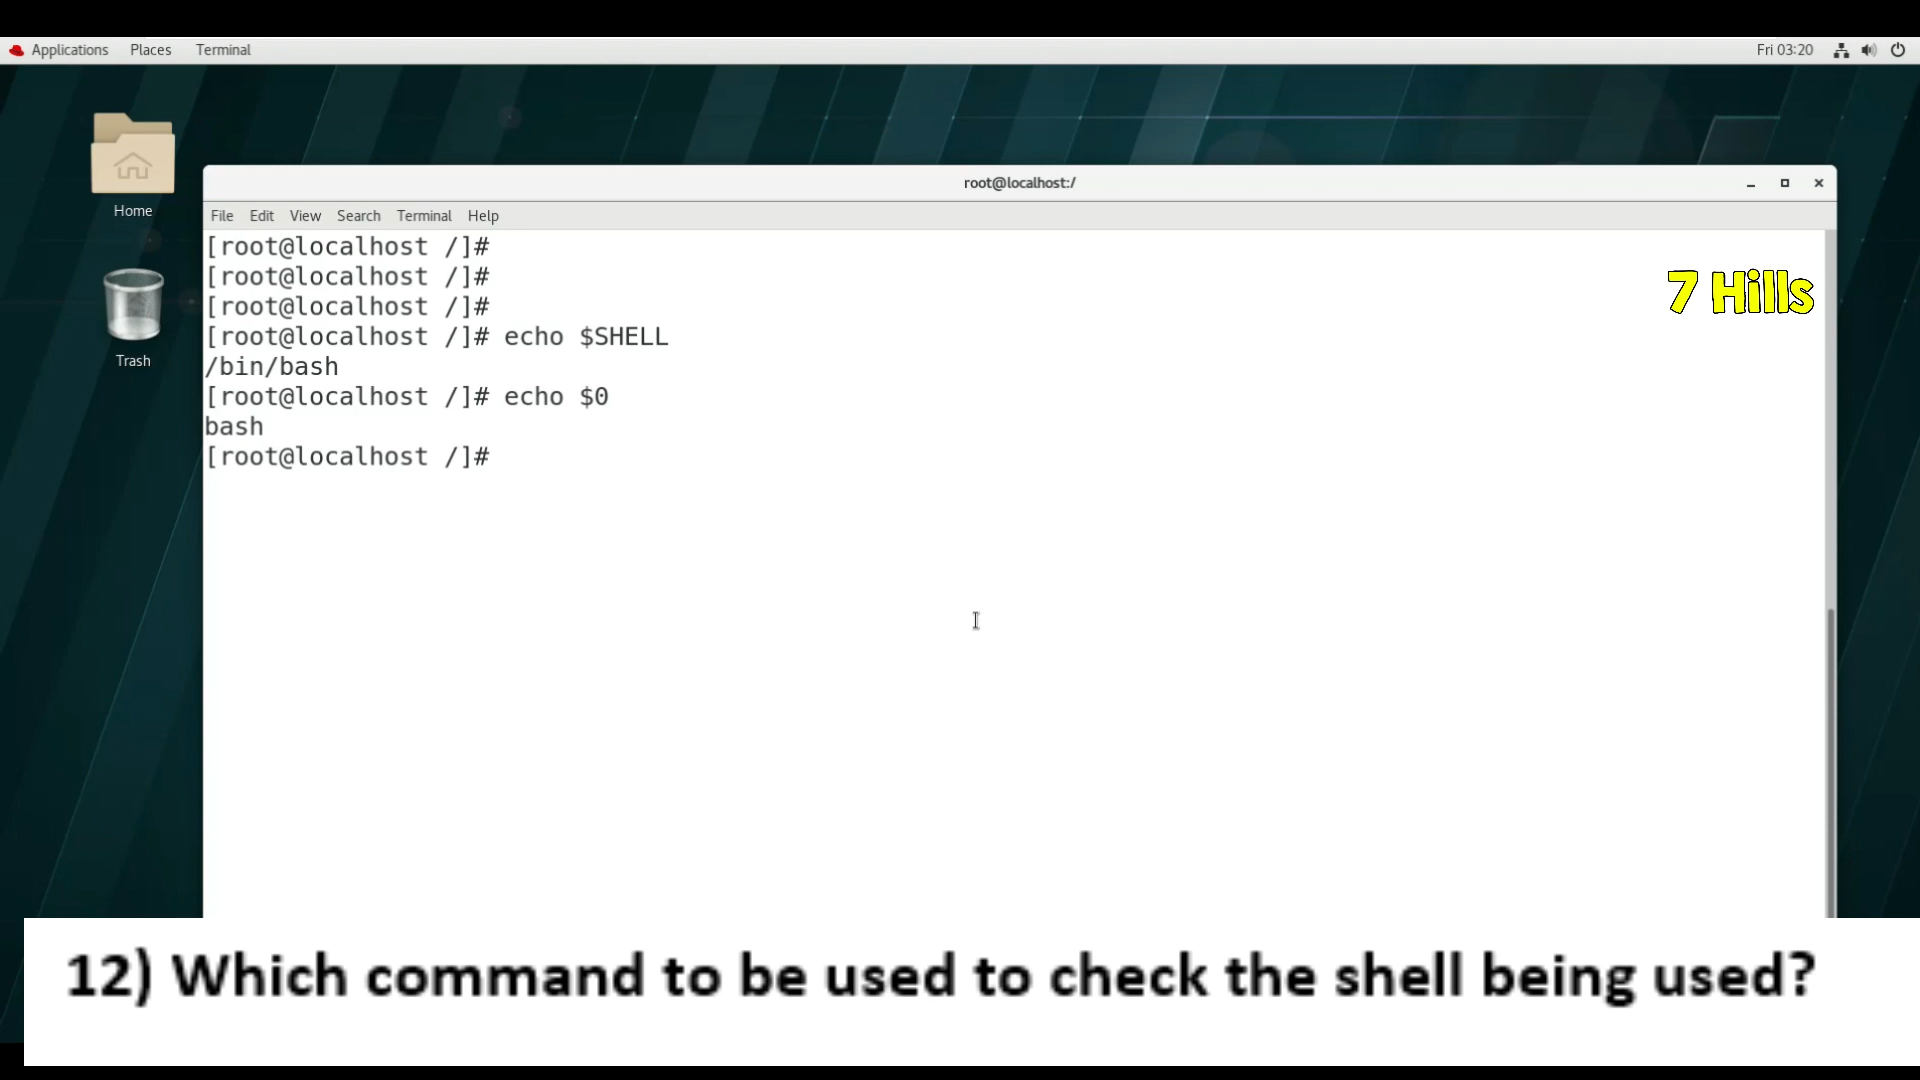 Applications Places Terminal Fri 03:20
Home
Trash
root@localhost:/
File Edit View Search Terminal Help
[root@localhost /]#
[root@localhost /]#
[root@localhost /]#
[root@localhost /]# echo $SHELL
/bin/bash
[root@localhost /]# echo $0
bash
[root@localhost /]#
7 Hills
12) Which command to be used to check the shell being used?